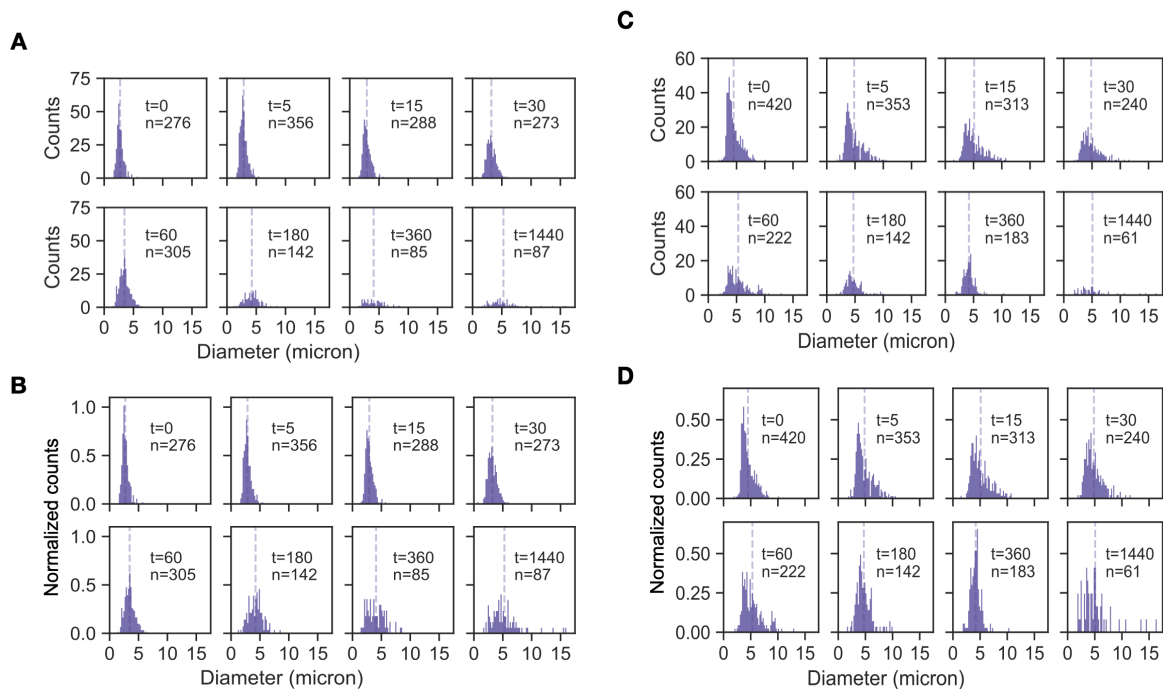 A
75
50
25
0
Counts
t=0
n=276
t=5
n=356
t=15
n=288
t=30
n=273
75
50
25
0
Counts
t=60
n=305
t=180
n=142
t=360
n=85
t=1440
n=87
0 5 10 15 0 5 10 15 0 5 10 15 0 5 10 15
Diameter (micron)
B
1.0
0.5
0.0
Normalized counts
t=0
n=276
t=5
n=356
t=15
n=288
t=30
n=273
1.0
0.5
0.0
t=60
n=305
t=180
n=142
t=360
n=85
t=1440
n=87
0 5 10 15 0 5 10 15 0 5 10 15 0 5 10 15
Diameter (micron)
C
60
40
20
0
Counts
t=0
n=420
t=5
n=353
t=15
n=313
t=30
n=240
60
40
20
0
Counts
t=60
n=222
t=180
n=142
t=360
n=183
t=1440
n=61
0 5 10 15 0 5 10 15 0 5 10 15 0 5 10 15
Diameter (micron)
D
0.50
0.25
0.00
Normalized counts
t=0
n=420
t=5
n=353
t=15
n=313
t=30
n=240
0.50
0.25
0.00
t=60
n=222
t=180
n=142
t=360
n=183
t=1440
n=61
0 5 10 15 0 5 10 15 0 5 10 15 0 5 10 15
Diameter (micron)